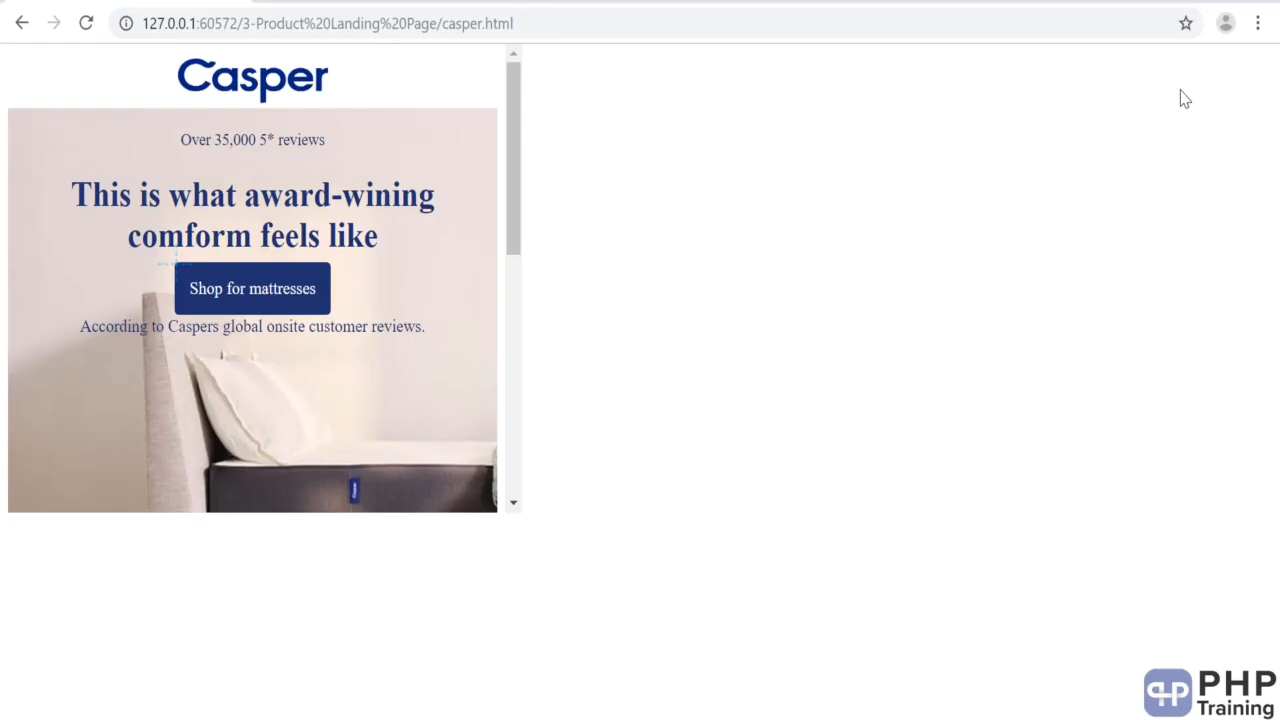 127.0.0.1:60572/3-Product%20Landing%20Page/casper.html
Casper
Over 35,000 5* reviews
This is what award-wining
comform feels like
Shop for mattresses
According to Caspers global onsite customer reviews.
Casper
PHP
Training